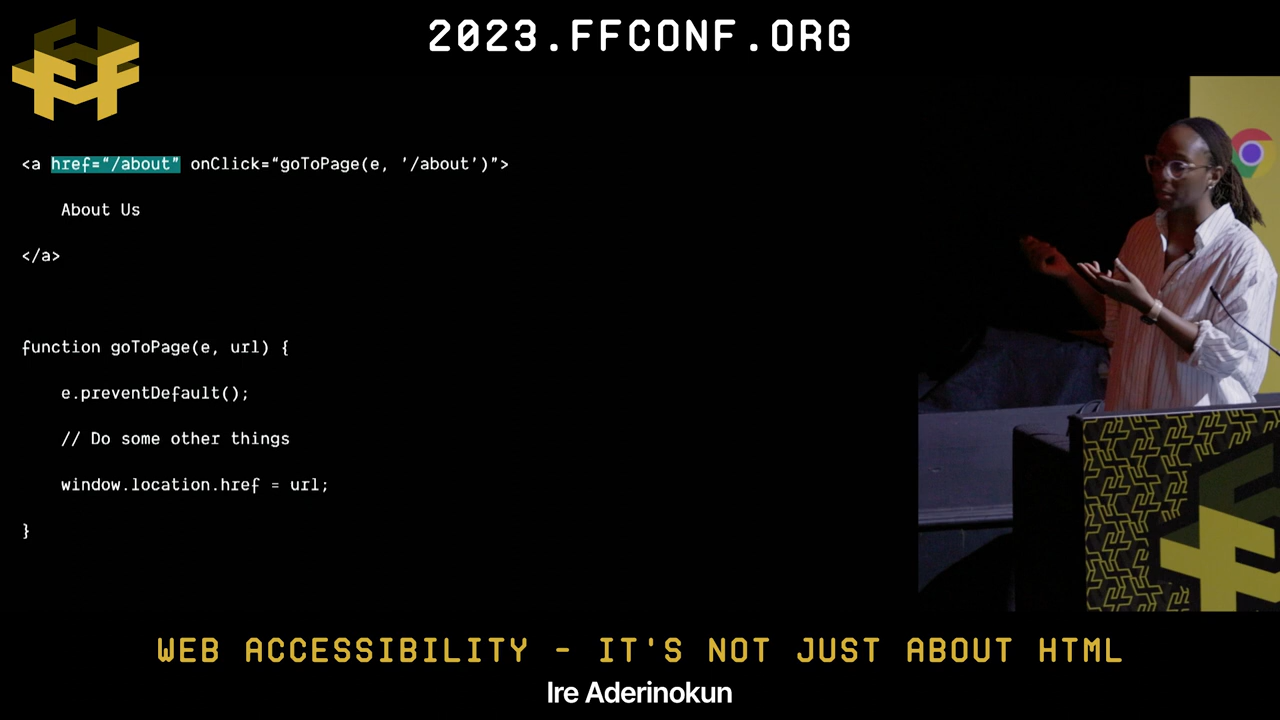 2023.FFCONF.ORG
<a href=“/about” onClick=“goToPage(e, ’/about’)”>
About Us
</a>
function goToPage(e, url) {
e.preventDefault();
// Do some other things
window.location.href = url;
}
WEB ACCESSIBILITY - IT'S NOT JUST ABOUT HTML
Ire Aderinokun